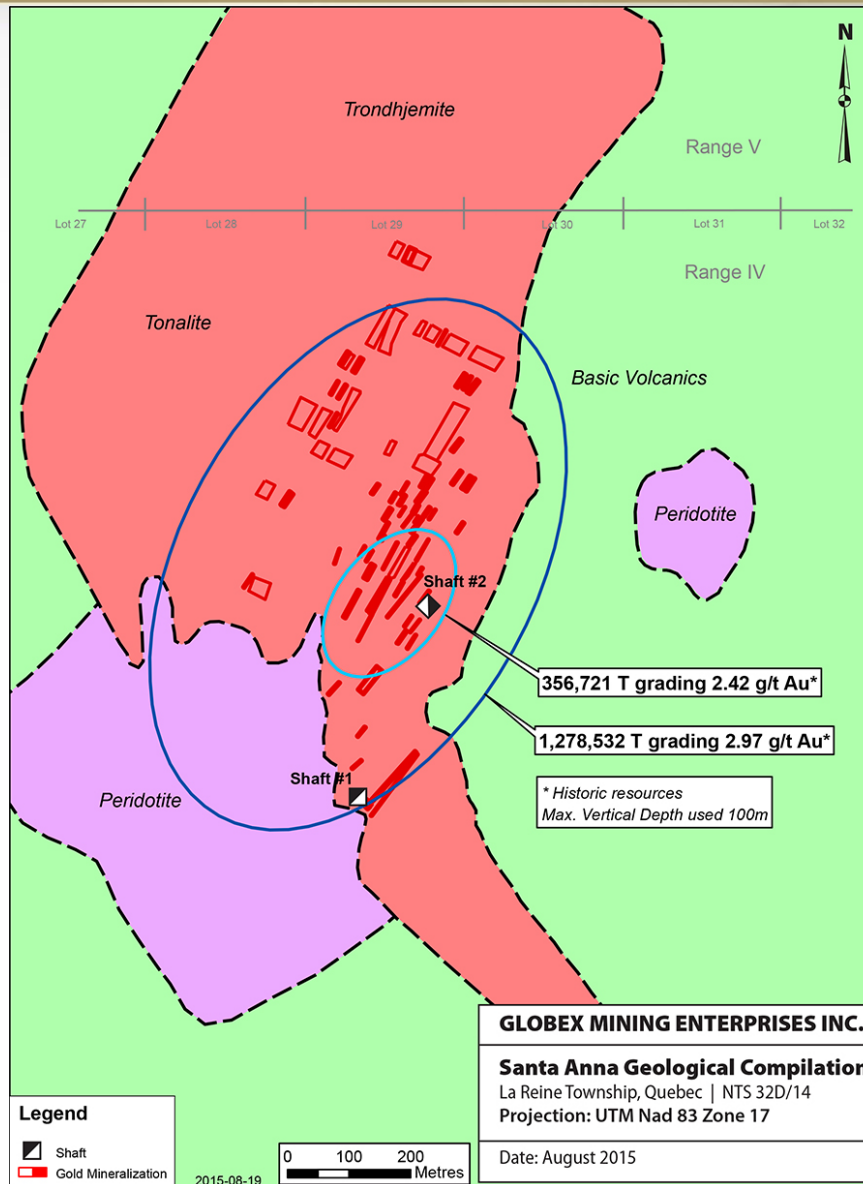 N
Trondhjemite
Range V
Lot 27
Lot 28
Lot 29
Lot 30
Lot 31
Lot 32
Range IV
Tonalite
Basic Volcanics
Peridotite
Shaft #2
356,721 T grading 2.42 g/t Au*
1,278,532 T grading 2.97 g/t Au*
Shaft #1
* Historic resources
Max. Vertical Depth used 100m
Peridotite
GLOBEX MINING ENTERPRISES INC.
Santa Anna Geological Compilation
La Reine Township, Quebec | NTS 32D/14
Projection: UTM Nad 83 Zone 17
Date: August 2015
Legend
Shaft
Gold Mineralization
2015-08-19
0 100 200
Metres